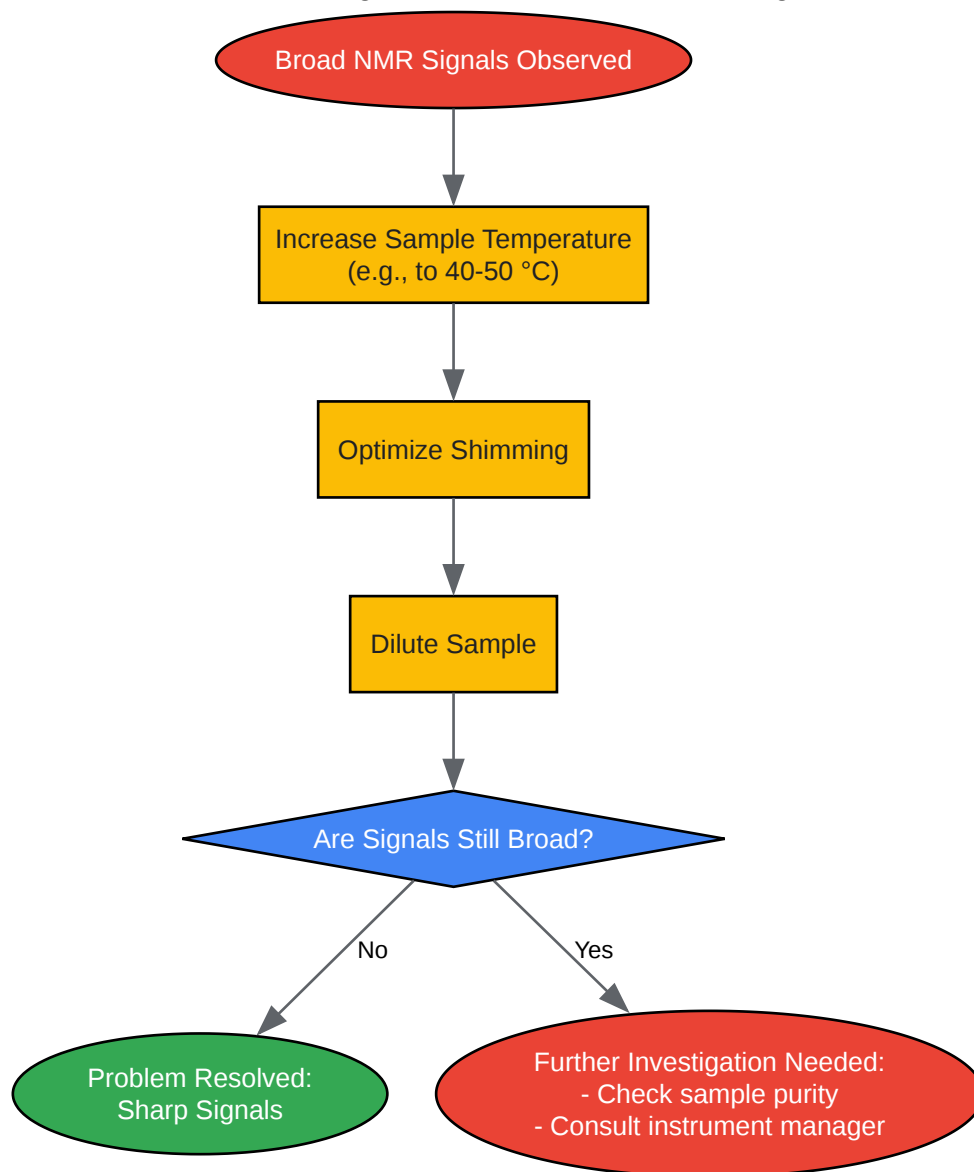 Broad NMR Signals Observed
Increase Sample Temperature
(e.g., to 40-50 °C)
Optimize Shimming
Dilute Sample
Are Signals Still Broad?
No
Yes
Problem Resolved:
Sharp Signals
Further Investigation Needed:
- Check sample purity
- Consult instrument manager